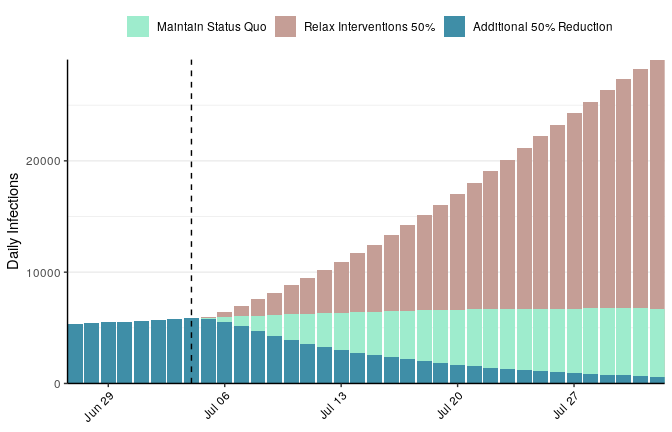 Maintain Status Quo Relax Interventions 50% Additional 50% Reduction
Daily Infections
20000
10000
0
Jun 29 Jul 06 Jul 13 Jul 20 Jul 27